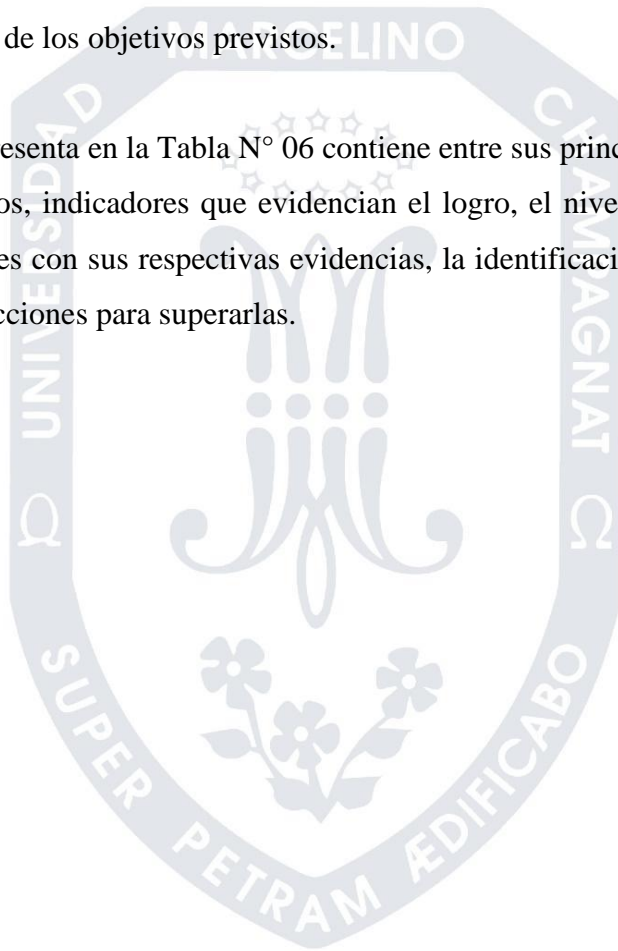 de los objetivos previstos.
esenta en la Tabla N° 06 contiene entre sus princ
os, indicadores que evidencian el logro, el nive
es con sus respectivas evidencias, la identificaci
cciones para superarlas.
UNIVERSIDAD MARCELINO CHAMPAGNAT
SUPER PETRAM ÆDIFICABO